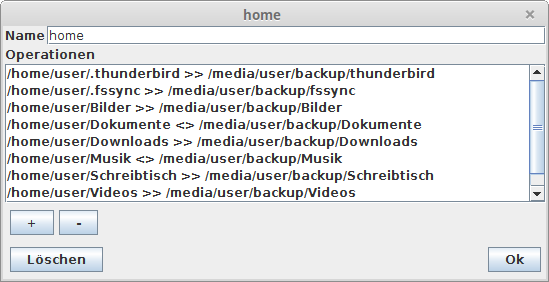 home
Name home
Operationen
/home/user/.thunderbird >> /media/user/backup/thunderbird
/home/user/.fssync >> /media/user/backup/fssync
/home/user/Bilder >> /media/user/backup/Bilder
/home/user/Dokumente <> /media/user/backup/Dokumente
/home/user/Downloads >> /media/user/backup/Downloads
/home/user/Musik <> /media/user/backup/Musik
/home/user/Schreibtisch >> /media/user/backup/Schreibtisch
/home/user/Videos >> /media/user/backup/Videos
+ -
Löschen Ok